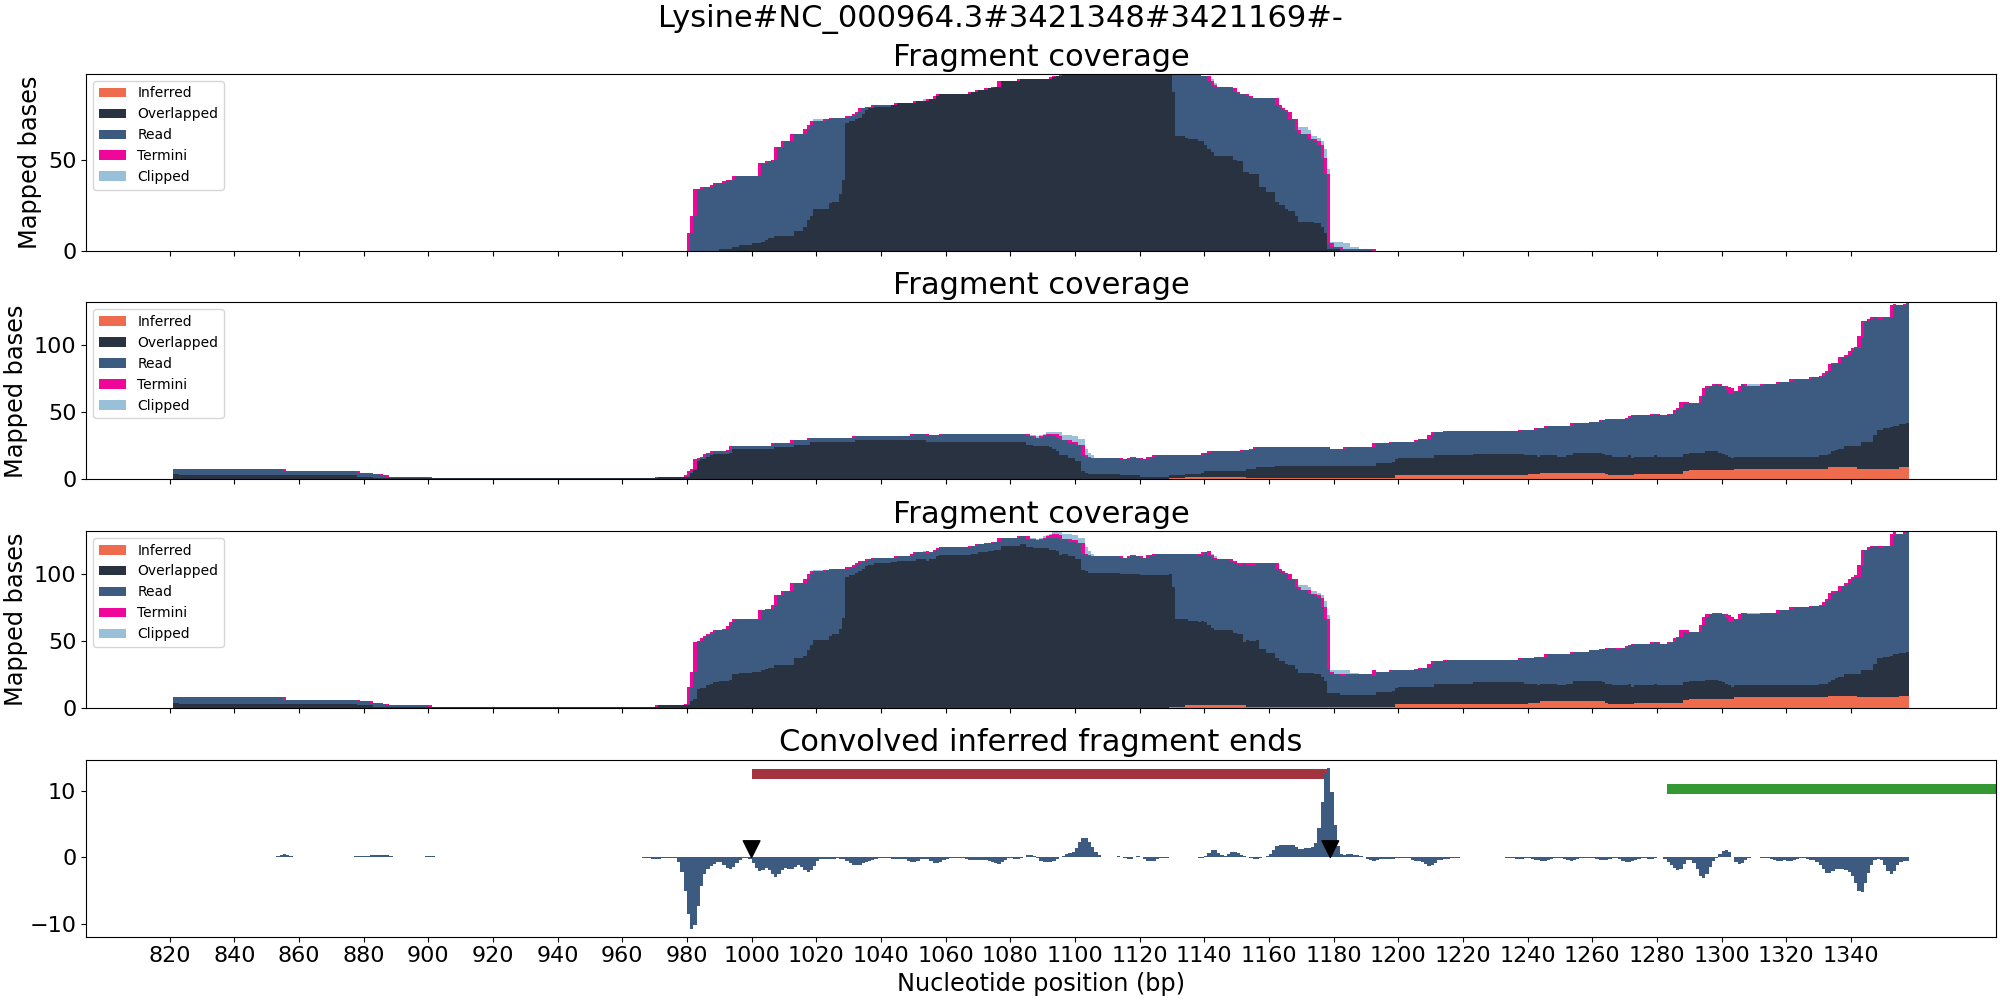 Lysine#NC_000964.3#3421348#3421169#-
Fragment coverage
Mapped bases
50
0
Inferred
Overlapped
Read
Termini
Clipped
Fragment coverage
Mapped bases
100
50
0
Inferred
Overlapped
Read
Termini
Clipped
Fragment coverage
Mapped bases
100
50
0
Inferred
Overlapped
Read
Termini
Clipped
Convolved inferred fragment ends
10
0
−10
820 840 860 880 900 920 940 960 980 1000 1020 1040 1060 1080 1100 1120 1140 1160 1180 1200 1220 1240 1260 1280 1300 1320 1340
Nucleotide position (bp)